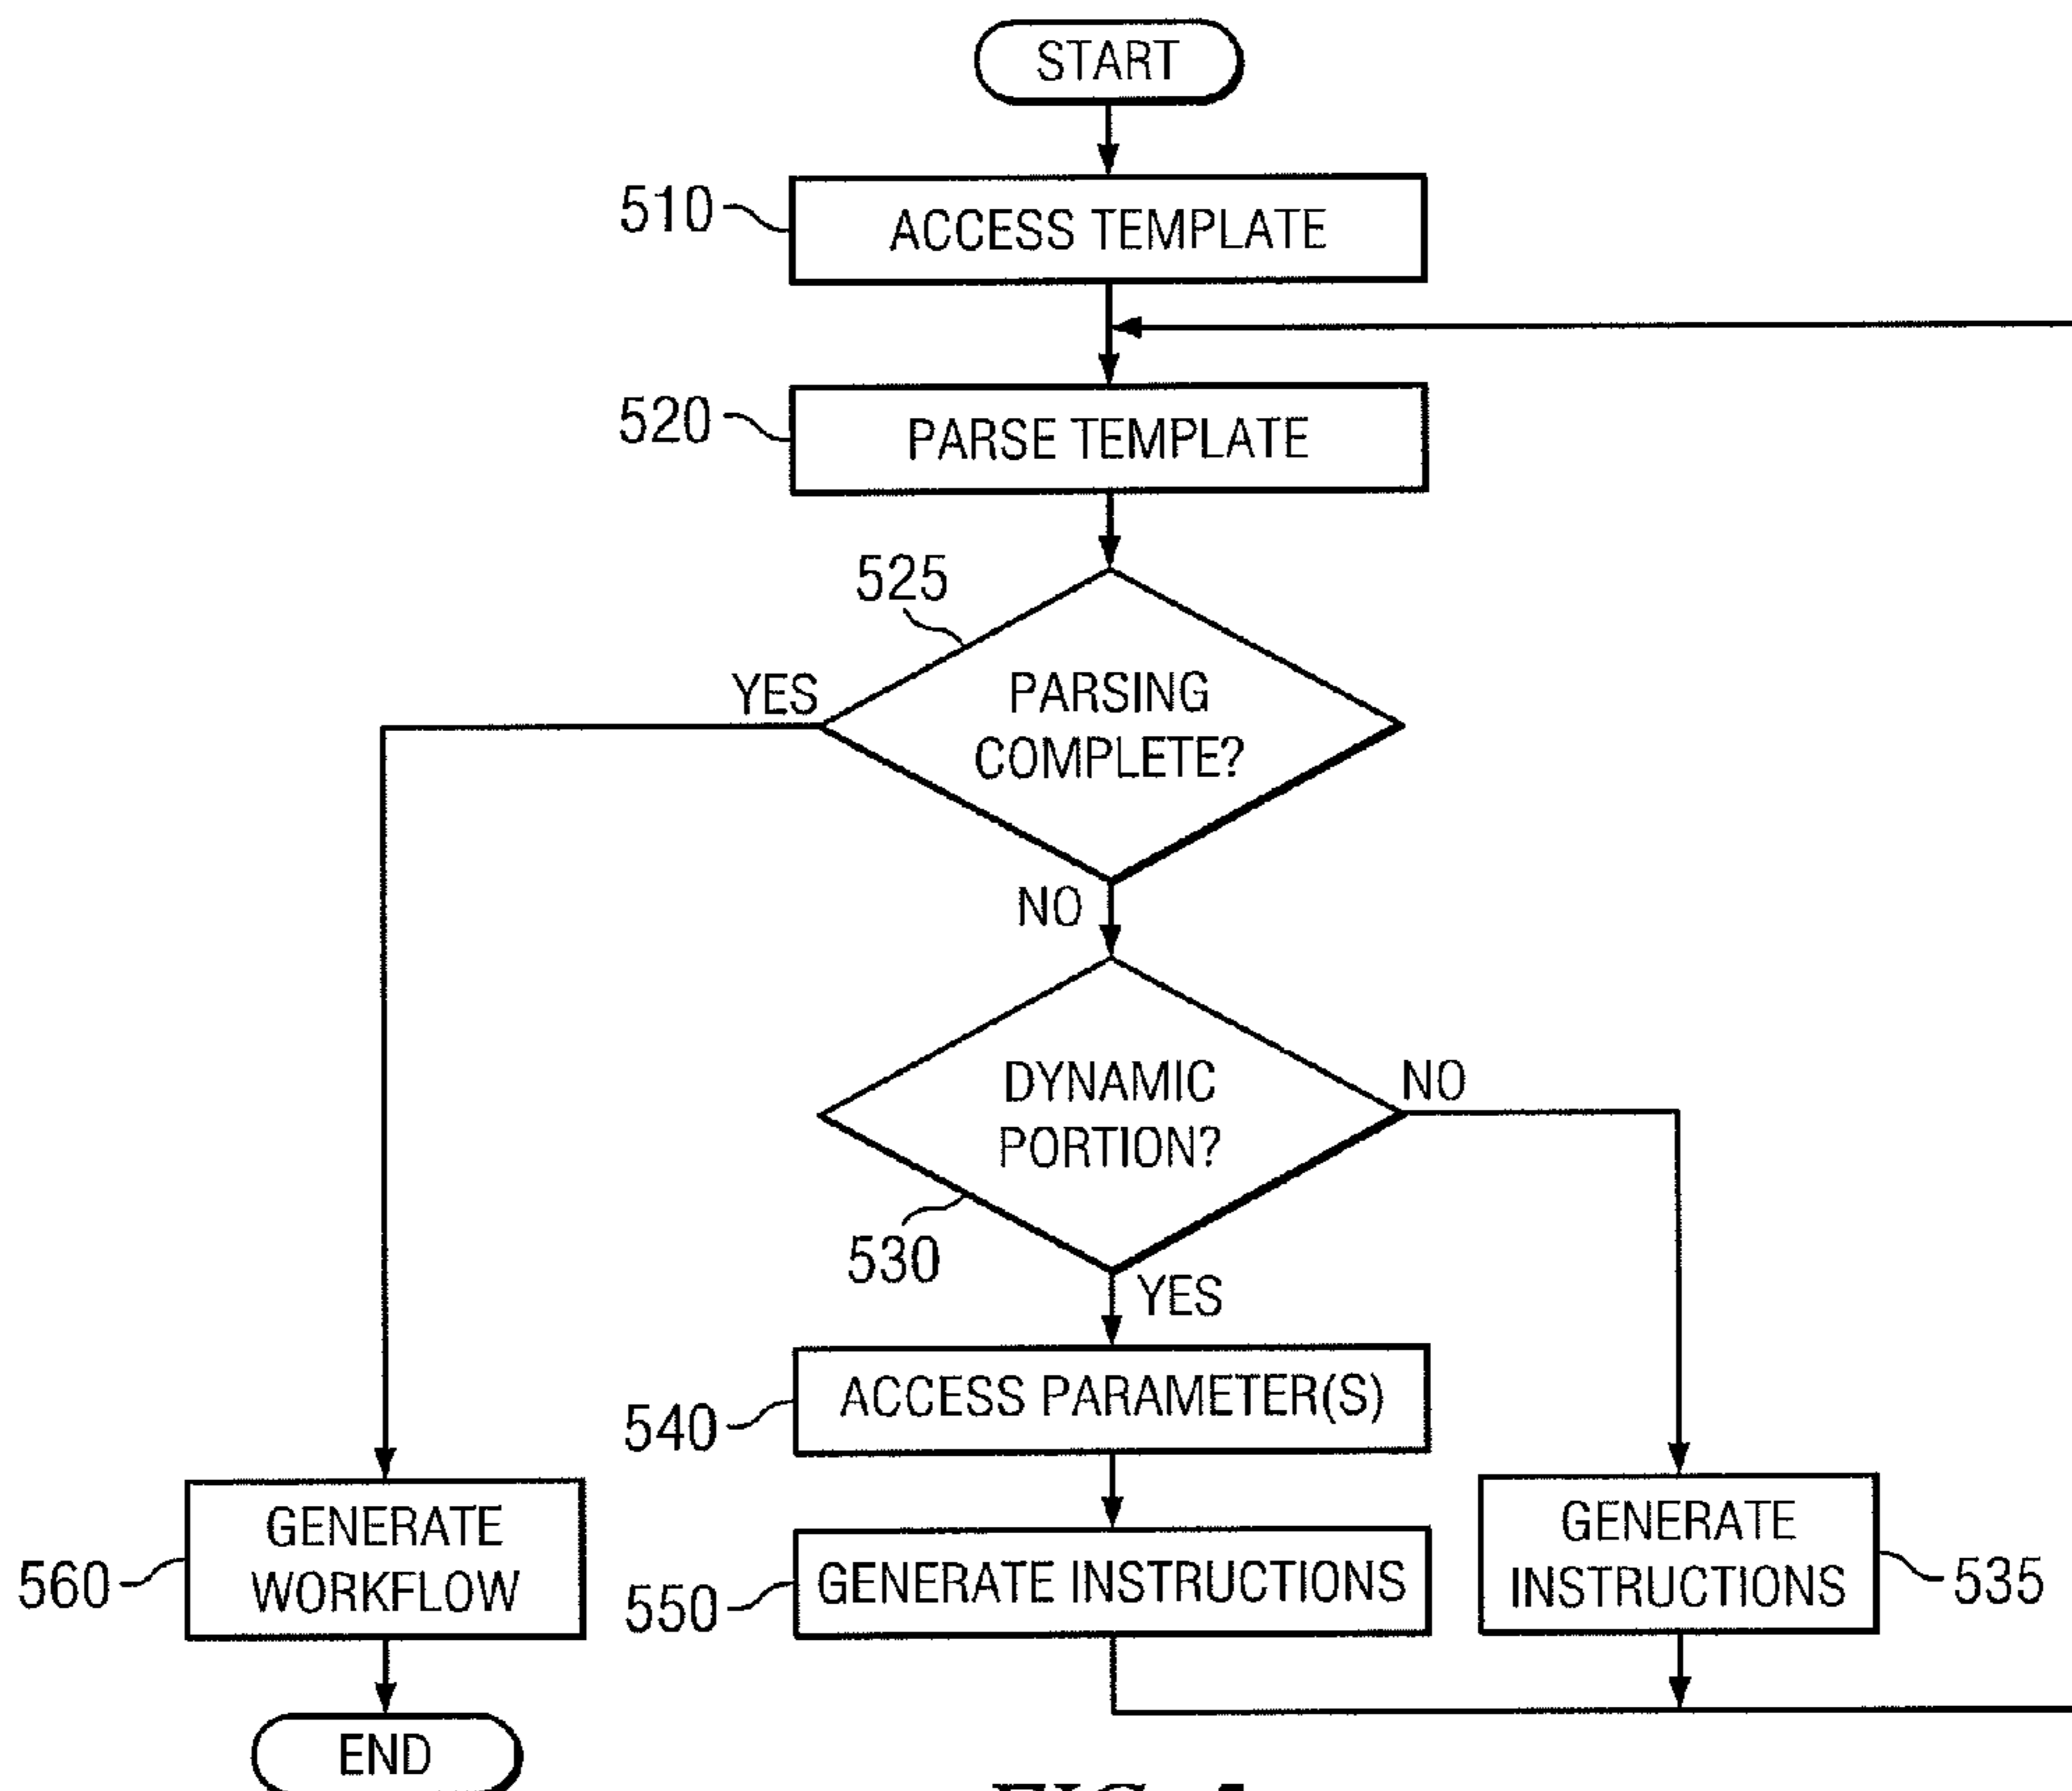 START
510
ACCESS TEMPLATE
520
PARSE TEMPLATE
525
YES
PARSING
COMPLETE?
NO
DYNAMIC
PORTION?
NO
530
YES
ACCESS PARAMETER(S)
540
GENERATE
WORKFLOW
560
GENERATE INSTRUCTIONS
550
GENERATE
INSTRUCTIONS
535
END